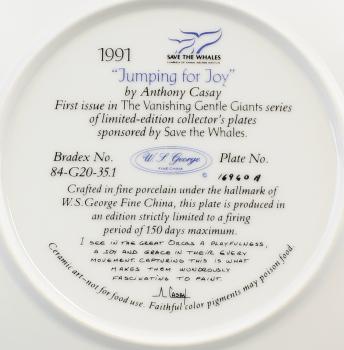 1991
SAVE THE WHALES
"Jumping for Joy"
by Anthony Casay
First issue in The Vanishing Gentle Giants series
of limited-edition collector's plates
sponsored by Save the Whales.
Bradex No. W.S. George Plate No.
84-G20-35.1 FINE CHINA © 16960A
Crafted in fine porcelain under the hallmark of
W.S.George Fine China, this plate is produced in
an edition strictly limited to a firing
period of 150 days maximum.
I SEE IN THE GREAT ORCAS A PLAYFULNESS,
A JOY AND GRACE IN THEIR EVERY
MOVEMENT. CAPTURING THIS IS WHAT
MAKES THEM WONDROUSLY
FASCINATING TO PAINT.
A Casay
Ceramic art-not for food use. Faithful color pigments may poison food.